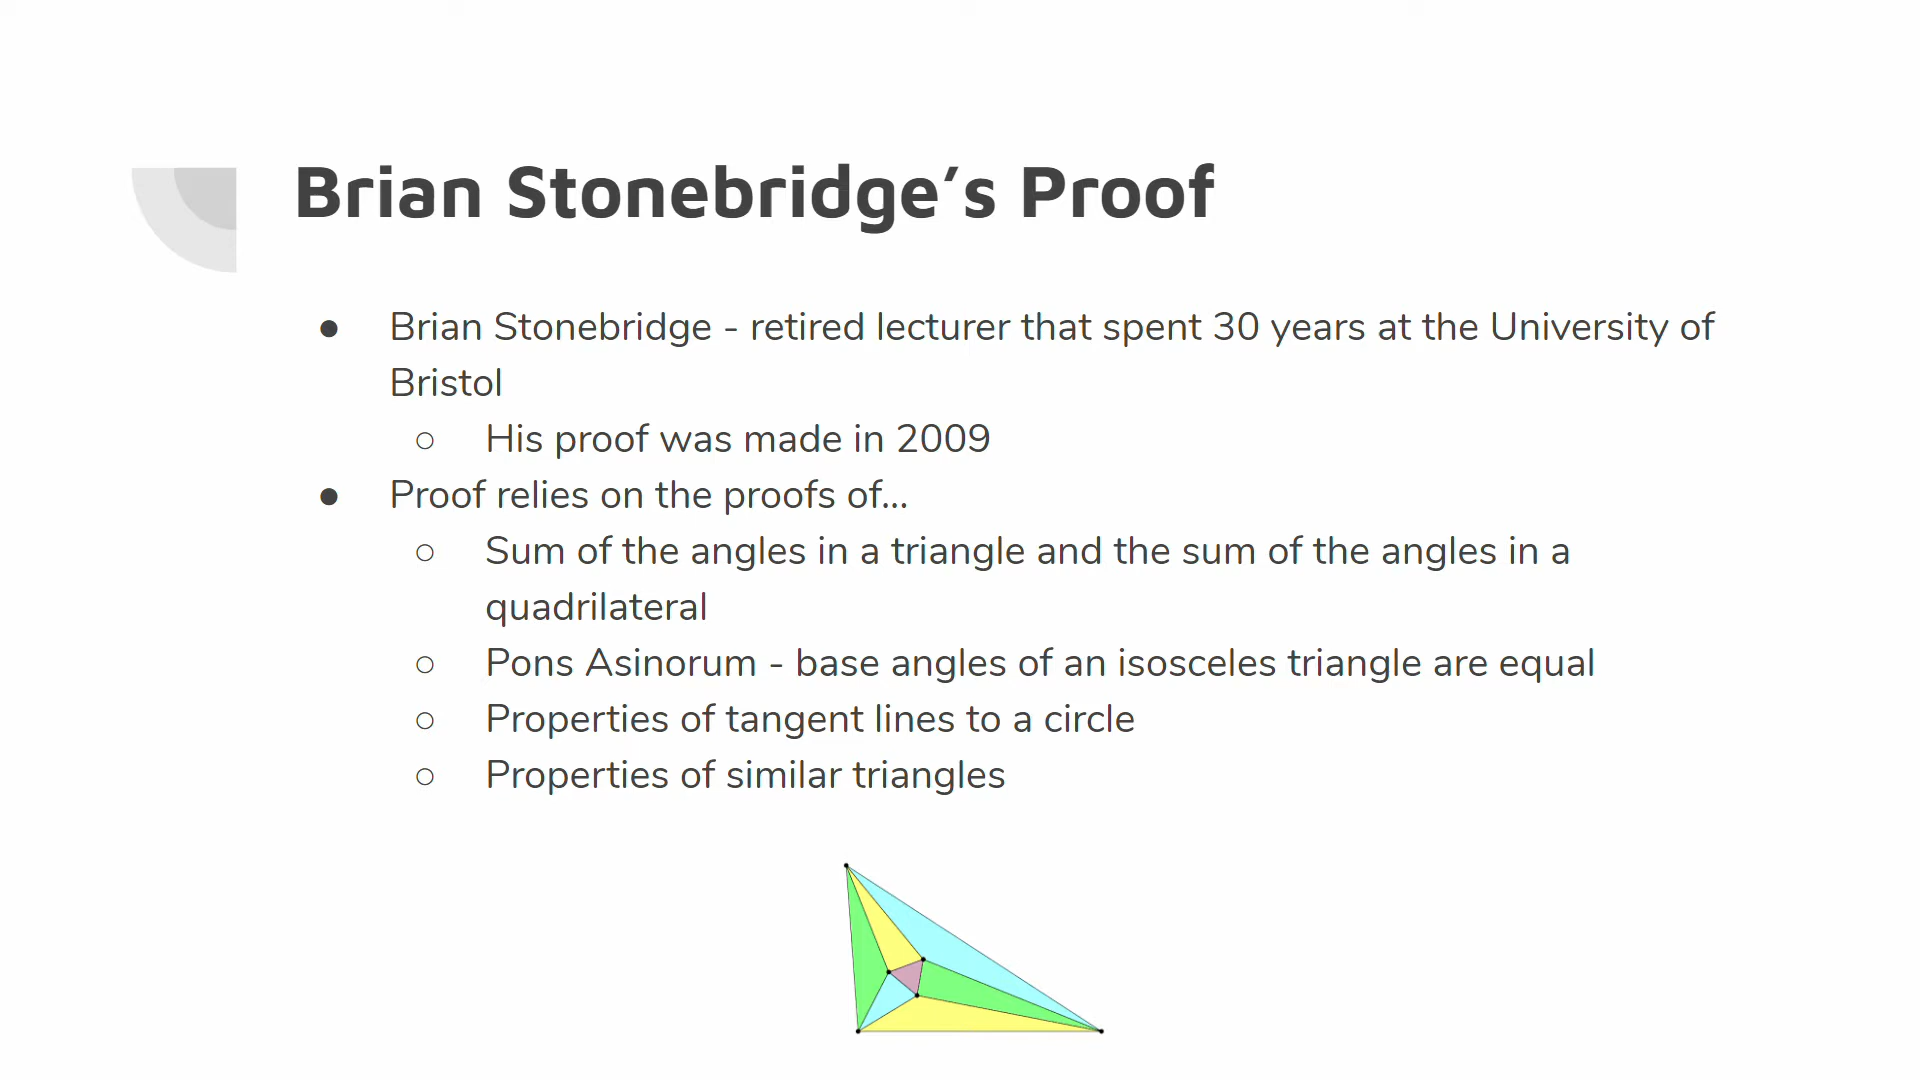 Brian Stonebridge’s Proof
● Brian Stonebridge - retired lecturer that spent 30 years at the University of
Bristol
○ His proof was made in 2009
● Proof relies on the proofs of...
○ Sum of the angles in a triangle and the sum of the angles in a
quadrilateral
○ Pons Asinorum - base angles of an isosceles triangle are equal
○ Properties of tangent lines to a circle
○ Properties of similar triangles